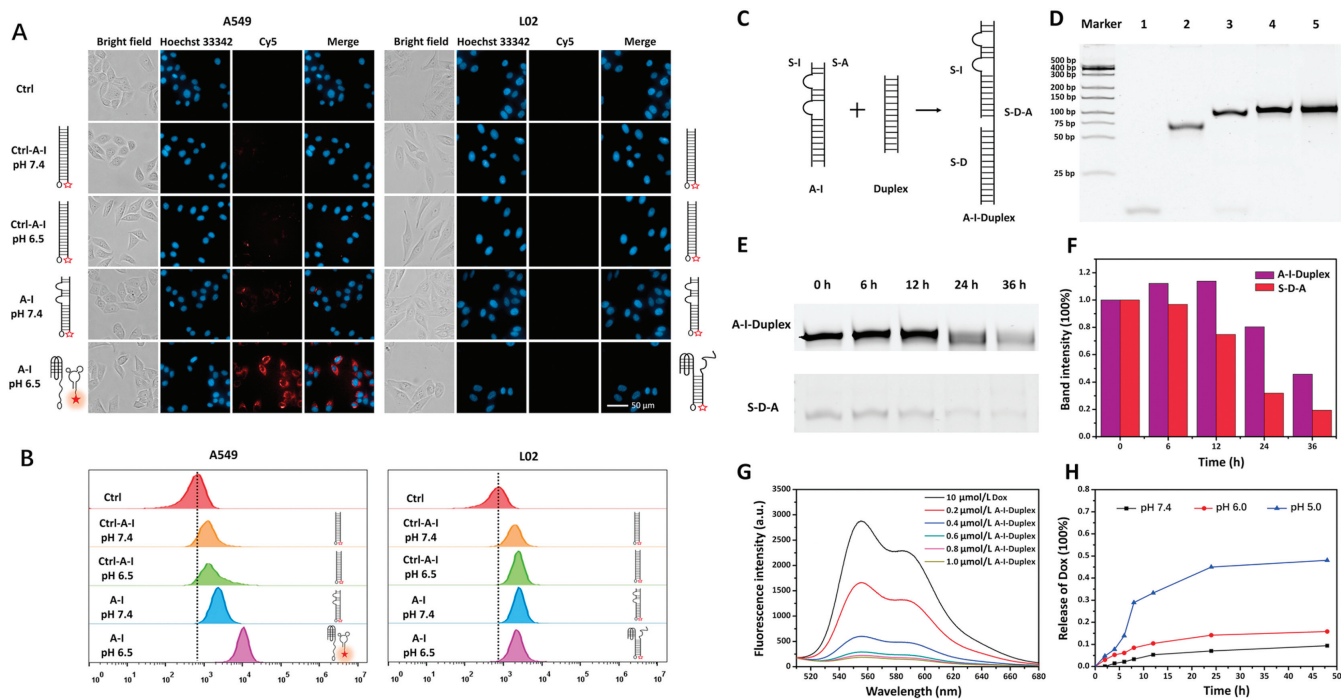 A
A549
L02
Bright field Hoechst 33342 Cy5 Merge
Bright field Hoechst 33342 Cy5 Merge
Ctrl
Ctrl-A-I
pH 7.4
Ctrl-A-I
pH 6.5
A-I
pH 7.4
A-I
pH 6.5
50 μm
B
A549
L02
Ctrl
Ctrl-A-I
pH 7.4
Ctrl-A-I
pH 6.5
A-I
pH 7.4
A-I
pH 6.5
10⁰ 10¹ 10² 10³ 10⁴ 10⁵ 10⁶ 10⁷
Ctrl
Ctrl-A-I
pH 7.4
Ctrl-A-I
pH 6.5
A-I
pH 7.4
A-I
pH 6.5
10⁰ 10¹ 10² 10³ 10⁴ 10⁵ 10⁶ 10⁷
C
S-I S-A
A-I
+
Duplex
S-I
S-D-A
S-D
A-I-Duplex
D
Marker 1 2 3 4 5
500 bp
400 bp
300 bp
200 bp
150 bp
100 bp
75 bp
50 bp
25 bp
E
0 h 6 h 12 h 24 h 36 h
A-I-Duplex
S-D-A
F
Band intensity (100%)
1.2
1.0
0.8
0.6
0.4
0.2
0.0
A-I-Duplex
S-D-A
0 6 12 24 36
Time (h)
G
Fluorescence intensity (a.u.)
3500
3000
2500
2000
1500
1000
500
0
10 μmol/L Dox
0.2 μmol/L A-I-Duplex
0.4 μmol/L A-I-Duplex
0.6 μmol/L A-I-Duplex
0.8 μmol/L A-I-Duplex
1.0 μmol/L A-I-Duplex
520 540 560 580 600 620 640 660 680
Wavelength (nm)
H
Release of Dox (100%)
0.9
0.8
0.7
0.6
0.5
0.4
0.3
0.2
0.1
0.0
pH 7.4 pH 6.0 pH 5.0
0 5 10 15 20 25 30 35 40 45 50
Time (h)